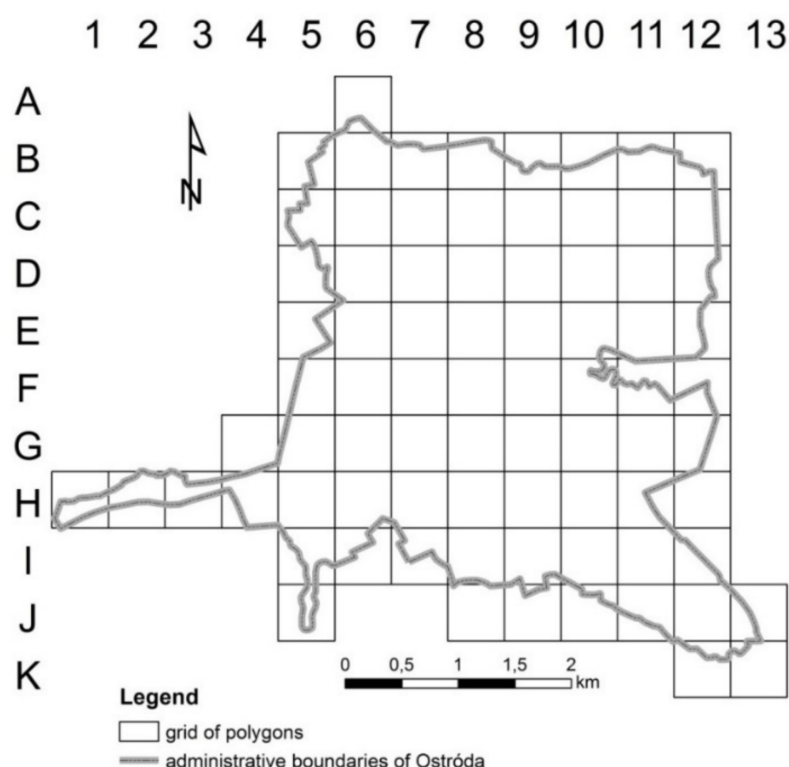 1 2 3 4 5 6 7 8 9 10 11 12 13
A
B
N
C
D
E
F
G
H
I
J
0 0,5 1 1,5 2
K
km
Legend
grid of polygons
administrative boundaries of Ostróda